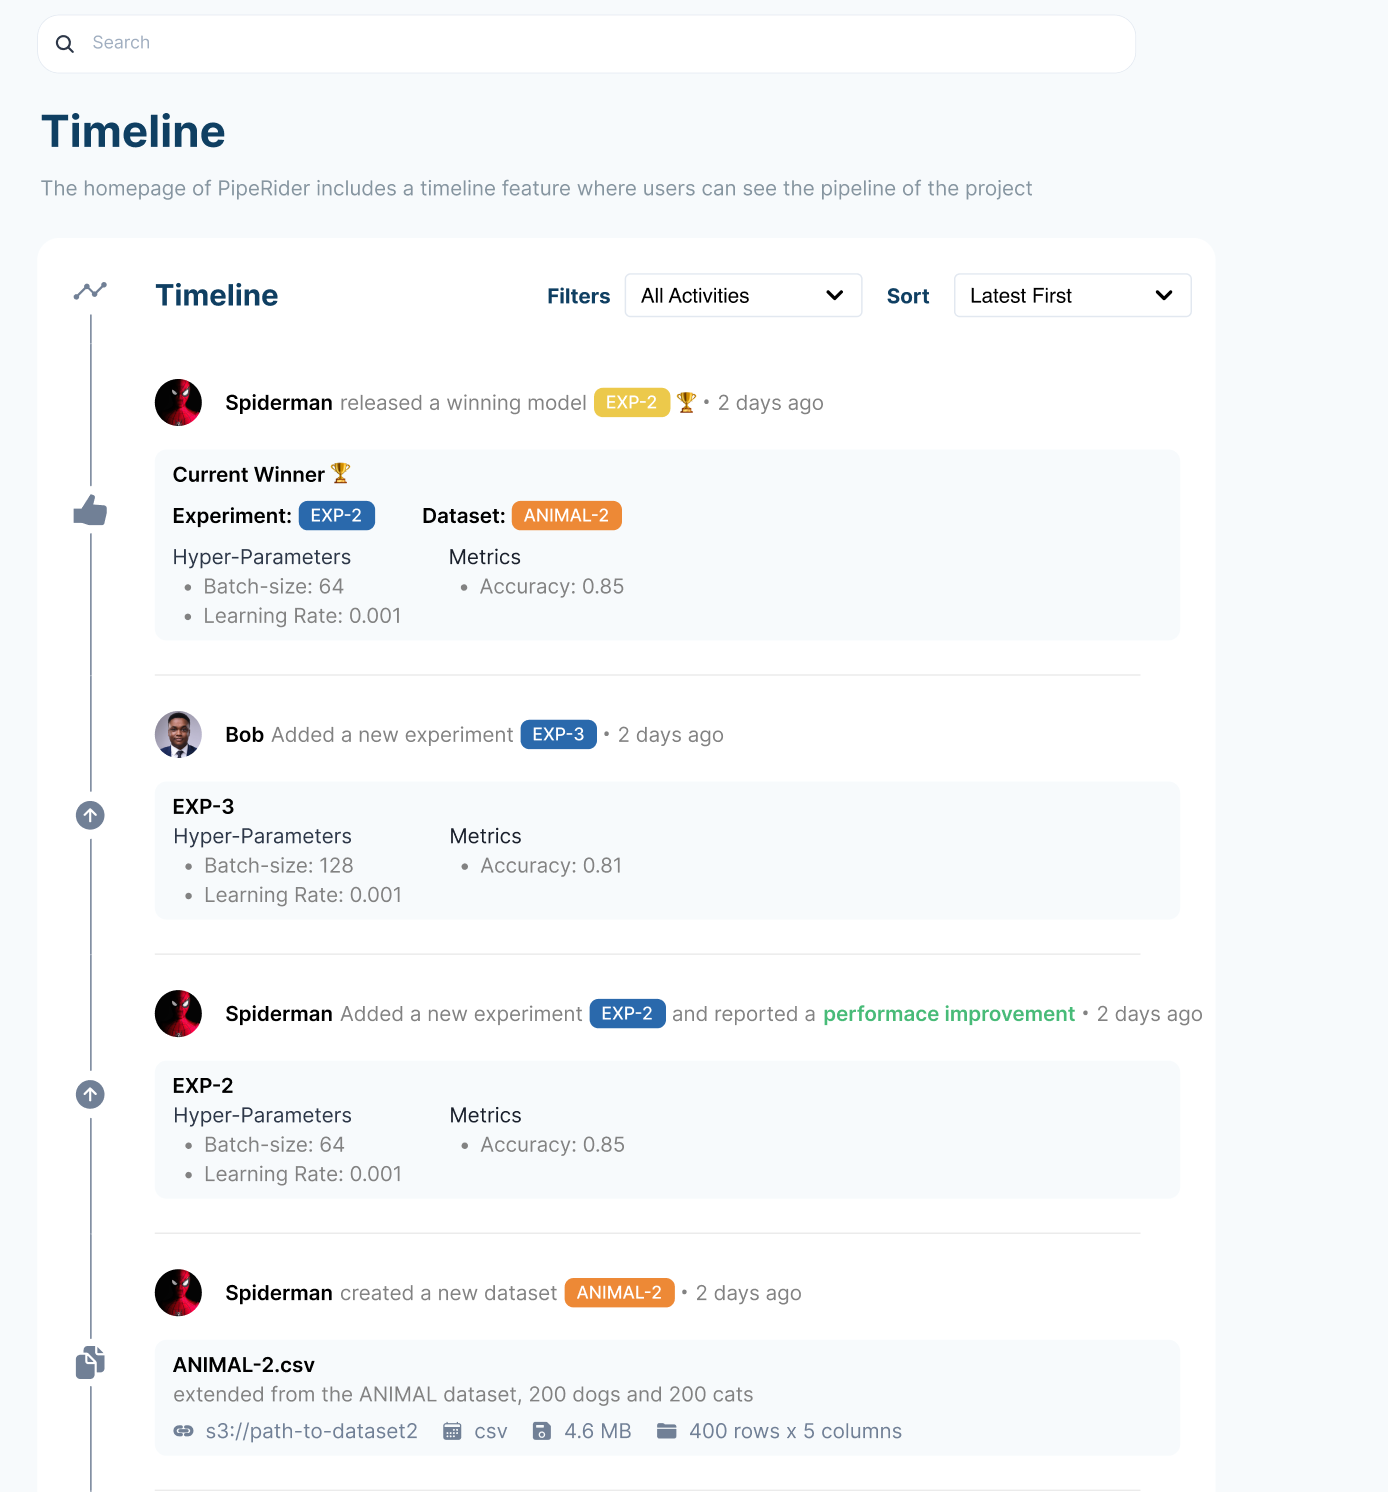 Search
Timeline
The homepage of PipeRider includes a timeline feature where users can see the pipeline of the project
Timeline Filters All Activities Sort Latest First
Spiderman released a winning model EXP-2 🏆 • 2 days ago
Current Winner 🏆
Experiment: EXP-2 Dataset: ANIMAL-2
Hyper-Parameters Metrics
• Batch-size: 64 • Accuracy: 0.85
• Learning Rate: 0.001
Bob Added a new experiment EXP-3 • 2 days ago
EXP-3
Hyper-Parameters Metrics
• Batch-size: 128 • Accuracy: 0.81
• Learning Rate: 0.001
Spiderman Added a new experiment EXP-2 and reported a performace improvement • 2 days ago
EXP-2
Hyper-Parameters Metrics
• Batch-size: 64 • Accuracy: 0.85
• Learning Rate: 0.001
Spiderman created a new dataset ANIMAL-2 • 2 days ago
ANIMAL-2.csv
extended from the ANIMAL dataset, 200 dogs and 200 cats
s3://path-to-dataset2 csv 4.6 MB 400 rows x 5 columns